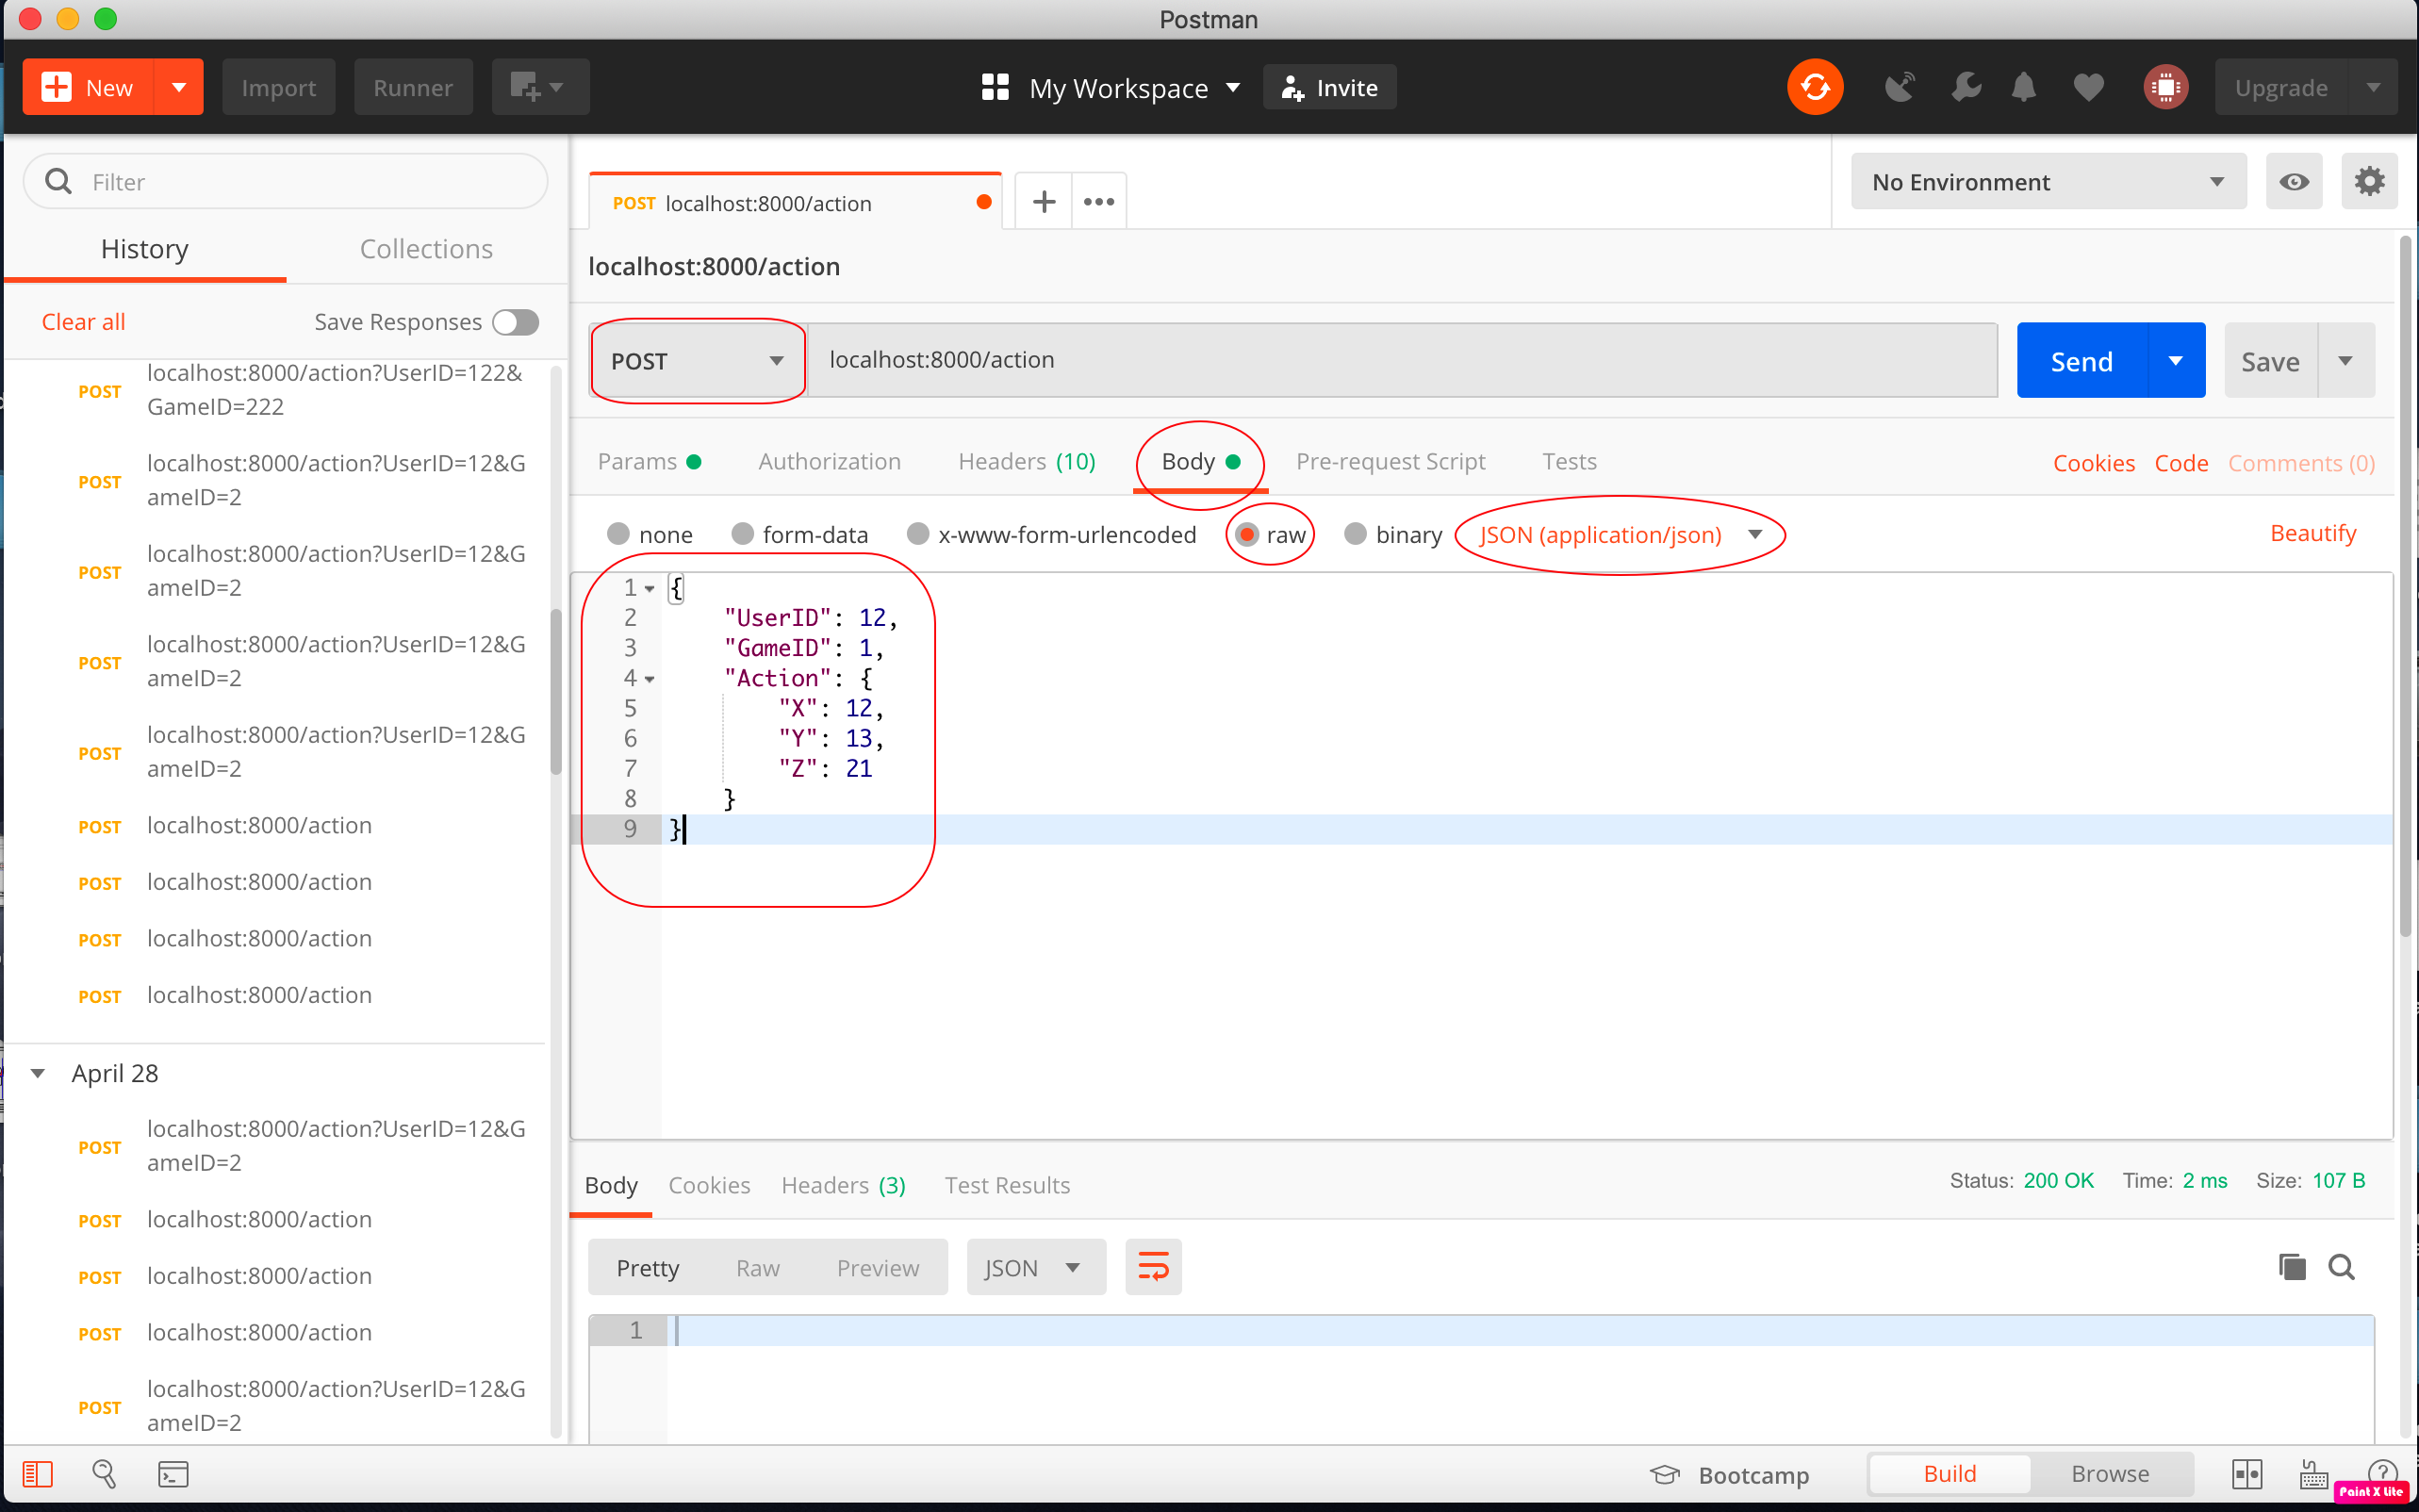 Postman
New
Import
Runner
My Workspace
Invite
Upgrade
Filter
History
Collections
Clear all
Save Responses
POST
localhost:8000/action?UserID=122&
GameID=222
POST
localhost:8000/action?UserID=12&G
ameID=2
POST
localhost:8000/action?UserID=12&G
ameID=2
POST
localhost:8000/action?UserID=12&G
ameID=2
POST
localhost:8000/action?UserID=12&G
ameID=2
POST localhost:8000/action
POST localhost:8000/action
POST localhost:8000/action
POST localhost:8000/action
April 28
POST
localhost:8000/action?UserID=12&G
ameID=2
POST localhost:8000/action
POST localhost:8000/action
POST localhost:8000/action
POST
localhost:8000/action?UserID=12&G
ameID=2
POST localhost:8000/action
No Environment
localhost:8000/action
POST
localhost:8000/action
Send
Save
Params
Authorization
Headers (10)
Body
Pre-request Script
Tests
Cookies
Code
Comments (0)
none
form-data
x-www-form-urlencoded
raw
binary
JSON (application/json)
Beautify
1 {
2 "UserID": 12,
3 "GameID": 1,
4 "Action": {
5 "X": 12,
6 "Y": 13,
7 "Z": 21
8 }
9 }
Body
Cookies
Headers (3)
Test Results
Status: 200 OK
Time: 2 ms
Size: 107 B
Pretty
Raw
Preview
JSON
1
Bootcamp
Build
Browse
Paint X Lite